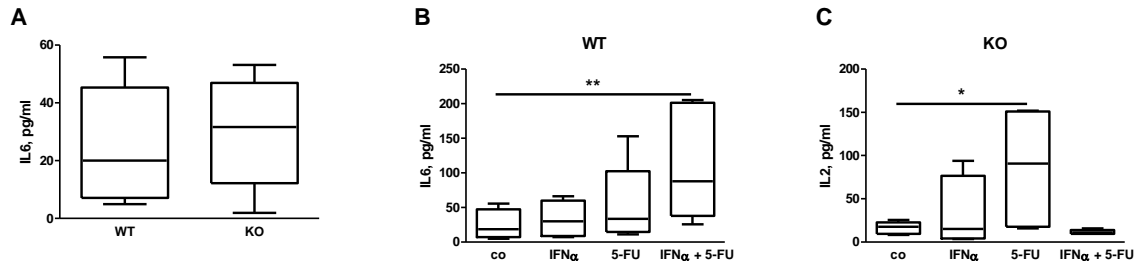 A
IL6, pg/ml
60
40
20
0
WT
KO
B
WT
IL6, pg/ml
250
200
150
100
50
0
**
co
IFNα
5-FU
IFNα + 5-FU
C
KO
IL2, pg/ml
200
150
100
50
0
*
co
IFNα
5-FU
IFNα + 5-FU